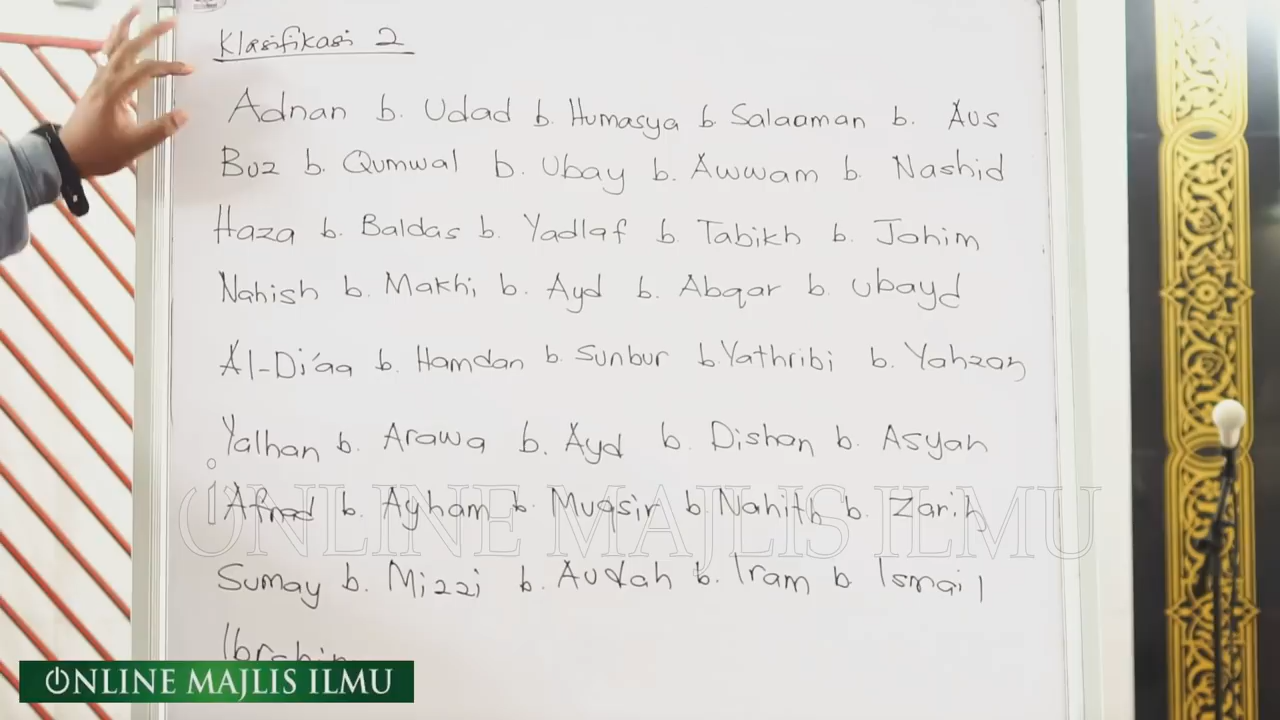 Klasifikasi 2
Adnan b. Udad b. Humasya b. Salaaman b. Aus
Buz b. Qumwal b. Ubay b. Awwam b. Nashid
Haza b. Baldas b. Yadlaf b. Tabikh b. Johim
Nahish b. Makhi b. Ayd b. Abqar b. Ubayd
Al-Di'aa b. Hamdan b. Sunbur b. Yathribi b. Yahzan
Yalhan b. Arawa b. Ayd b. Dishan b. Asyah
b. Ayham b. Muqsir b. Nahith b. Zarih
Sumay b. Mizzi b. Audah b. Iram b. Ismail
Ibrahim
ONLINE MAJLIS ILMU
ONLINE MAJLIS ILMU